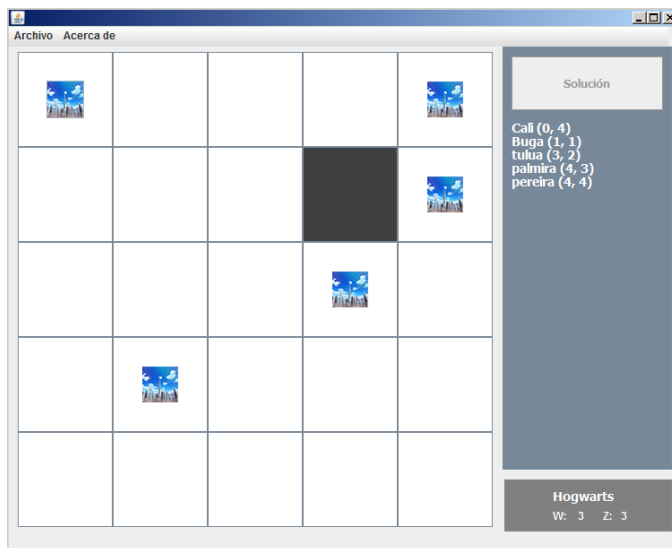 Archivo Acerca de
Solución
Cali (0, 4)
Buga (1, 1)
tulua (3, 2)
palmira (4, 3)
pereira (4, 4)
Hogwarts
W: 3 Z: 3